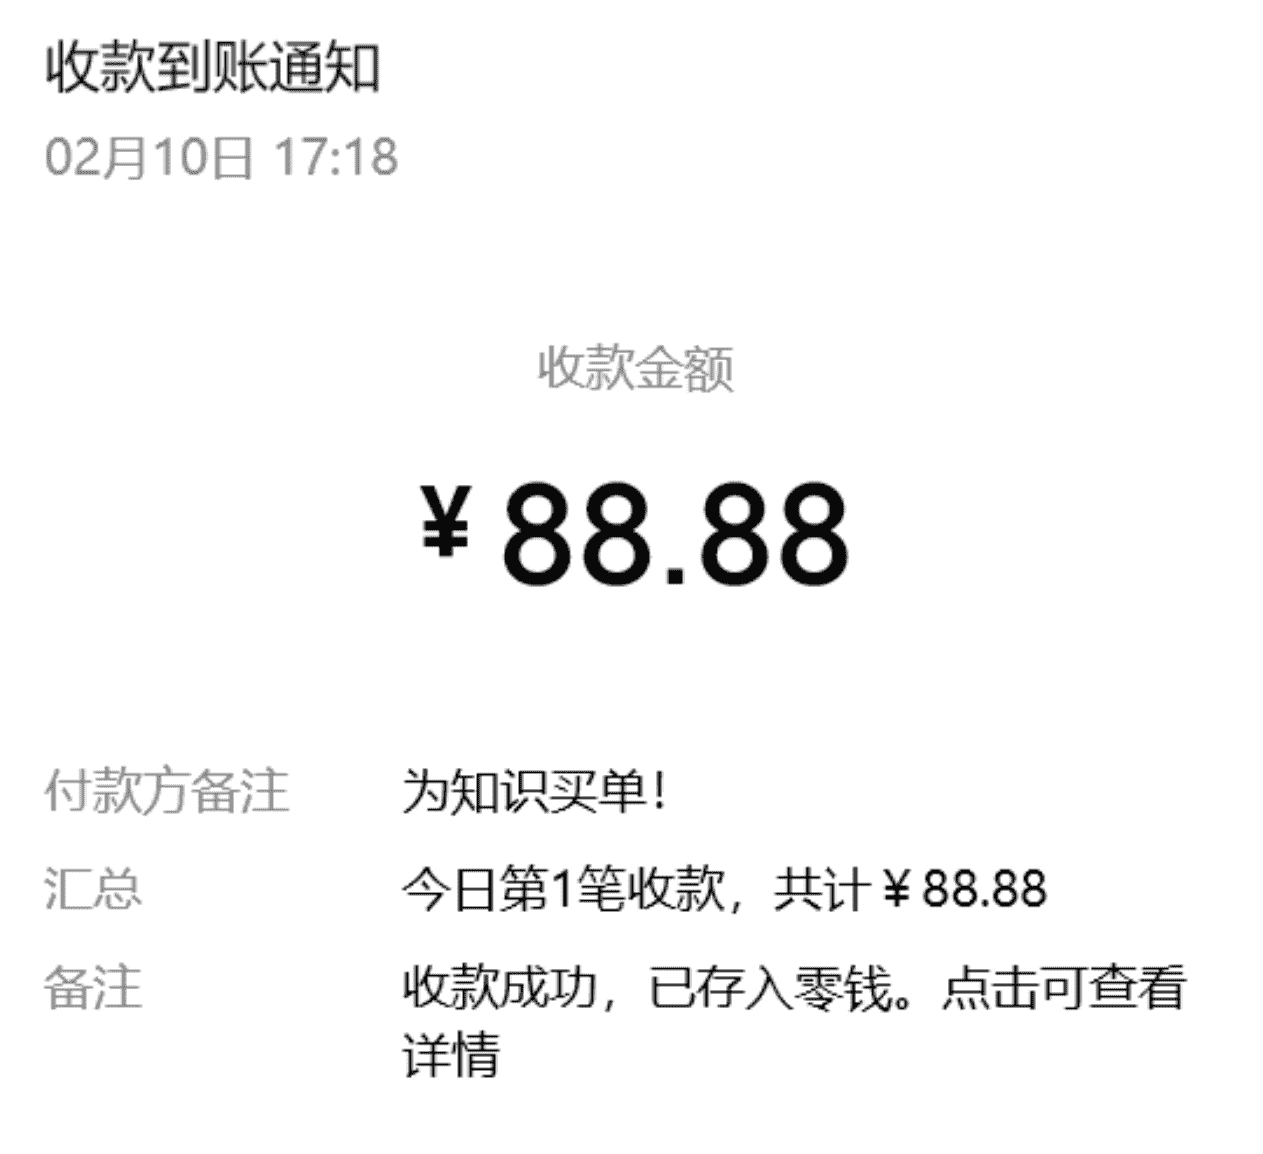 收款到账通知
02月10日 17:18
收款金额
¥88.88
付款方备注 为知识买单！
汇总 今日第1笔收款，共计¥88.88
备注 收款成功，已存入零钱。点击可查看
详情